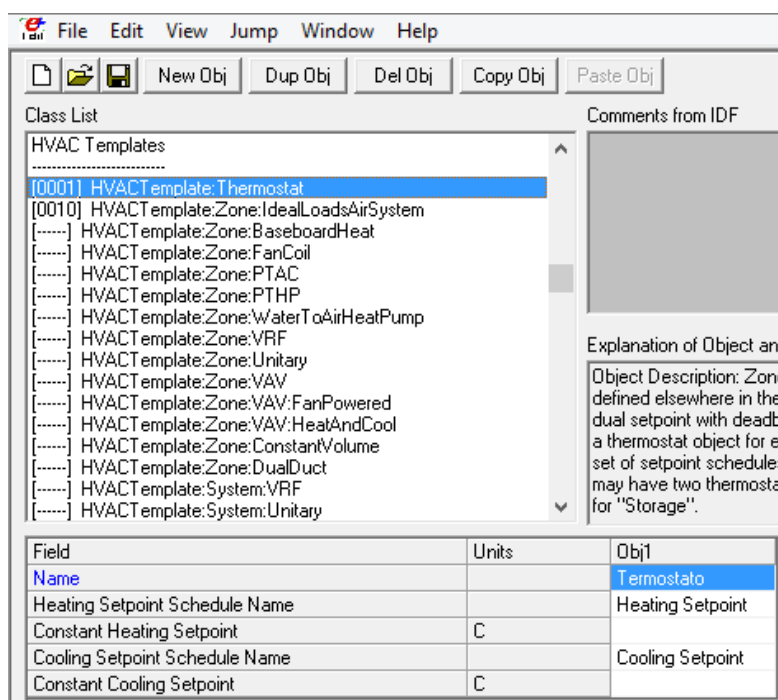 File Edit View Jump Window Help
New Obj Dup Obj Del Obj Copy Obj Paste Obj
Class List
Comments from IDF
HVAC Templates
--------------------------
[0001] HVACTemplate:Thermostat
[0010] HVACTemplate:Zone:IdealLoadsAirSystem
[------] HVACTemplate:Zone:BaseboardHeat
[------] HVACTemplate:Zone:FanCoil
[------] HVACTemplate:Zone:PTAC
[------] HVACTemplate:Zone:PTHP
[------] HVACTemplate:Zone:WaterToAirHeatPump
[------] HVACTemplate:Zone:VRF
[------] HVACTemplate:Zone:Unitary
[------] HVACTemplate:Zone:VAV
[------] HVACTemplate:Zone:VAV:FanPowered
[------] HVACTemplate:Zone:VAV:HeatAndCool
[------] HVACTemplate:Zone:ConstantVolume
[------] HVACTemplate:Zone:DualDuct
[------] HVACTemplate:System:VRF
[------] HVACTemplate:System:Unitary
Explanation of Object an
Object Description: Zon
defined elsewhere in the
dual setpoint with deadb
a thermostat object for e
set of setpoint schedule
may have two thermosta
for "Storage".
Field Units Obj1
Name Termostato
Heating Setpoint Schedule Name Heating Setpoint
Constant Heating Setpoint C
Cooling Setpoint Schedule Name Cooling Setpoint
Constant Cooling Setpoint C